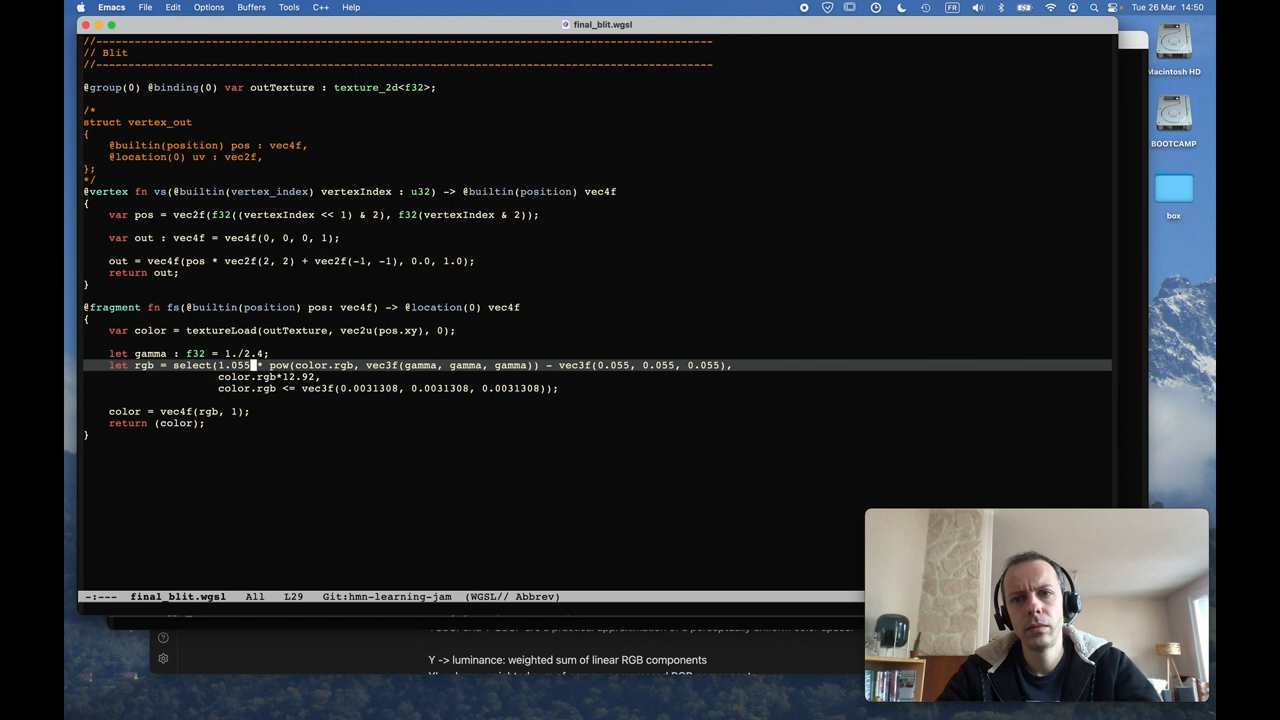 Emacs File Edit Options Buffers Tools C++ Help FR Tue 26 Mar 14:50
final_blit.wgsl
//------------------------------------------------------------------------------------------------
// Blit
//------------------------------------------------------------------------------------------------
@group(0) @binding(0) var outTexture : texture_2d<f32>;
/*
struct vertex_out
{
    @builtin(position) pos : vec4f,
    @location(0) uv : vec2f,
};
*/
@vertex fn vs(@builtin(vertex_index) vertexIndex : u32) -> @builtin(position) vec4f
{
    var pos = vec2f(f32((vertexIndex << 1) & 2), f32(vertexIndex & 2));
    var out : vec4f = vec4f(0, 0, 0, 1);
    out = vec4f(pos * vec2f(2, 2) + vec2f(-1, -1), 0.0, 1.0);
    return out;
}
@fragment fn fs(@builtin(position) pos: vec4f) -> @location(0) vec4f
{
    var color = textureLoad(outTexture, vec2u(pos.xy), 0);
    let gamma : f32 = 1./2.4;
    let rgb = select(1.055 * pow(color.rgb, vec3f(gamma, gamma, gamma)) - vec3f(0.055, 0.055, 0.055),
                     color.rgb*12.92,
                     color.rgb <= vec3f(0.0031308, 0.0031308, 0.0031308));
    color = vec4f(rgb, 1);
    return (color);
}
-:--- final_blit.wgsl All L29 Git:hmn-learning-jam (WGSL// Abbrev)
Y -> luminance: weighted sum of linear RGB components
Macintosh HD
BOOTCAMP
box